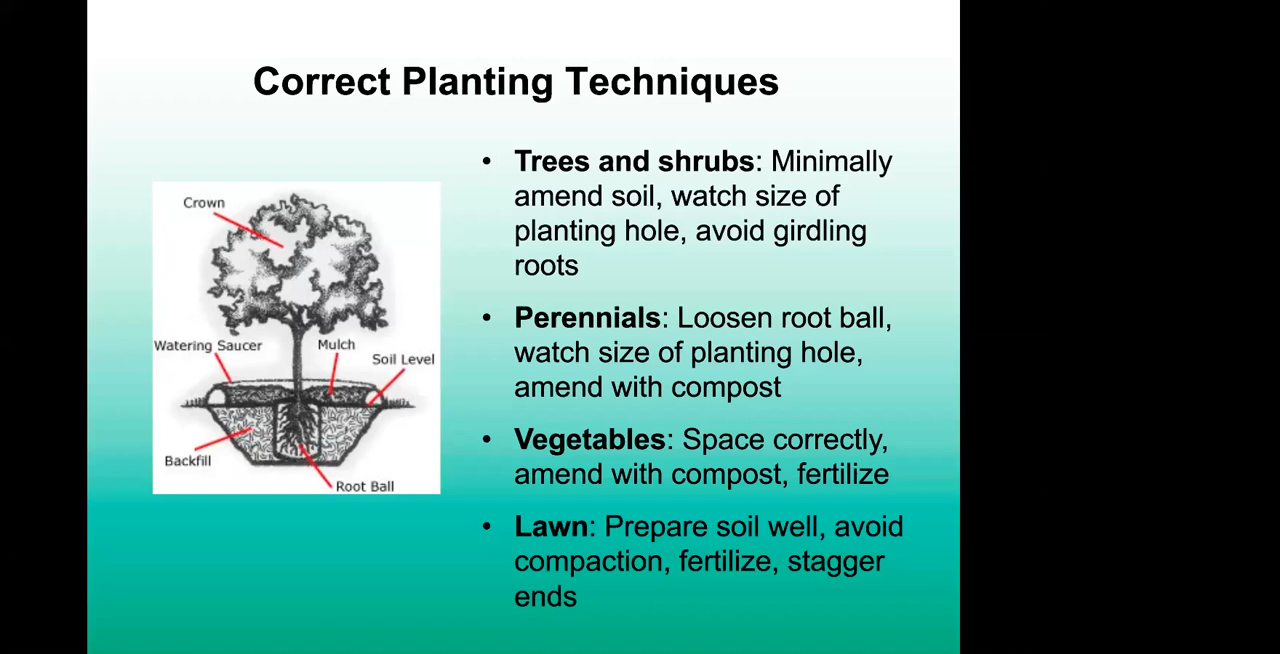 Correct Planting Techniques
Crown
Watering Saucer
Mulch
Soil Level
Backfill
Root Ball
• Trees and shrubs: Minimally
amend soil, watch size of
planting hole, avoid girdling
roots
• Perennials: Loosen root ball,
watch size of planting hole,
amend with compost
• Vegetables: Space correctly,
amend with compost, fertilize
• Lawn: Prepare soil well, avoid
compaction, fertilize, stagger
ends